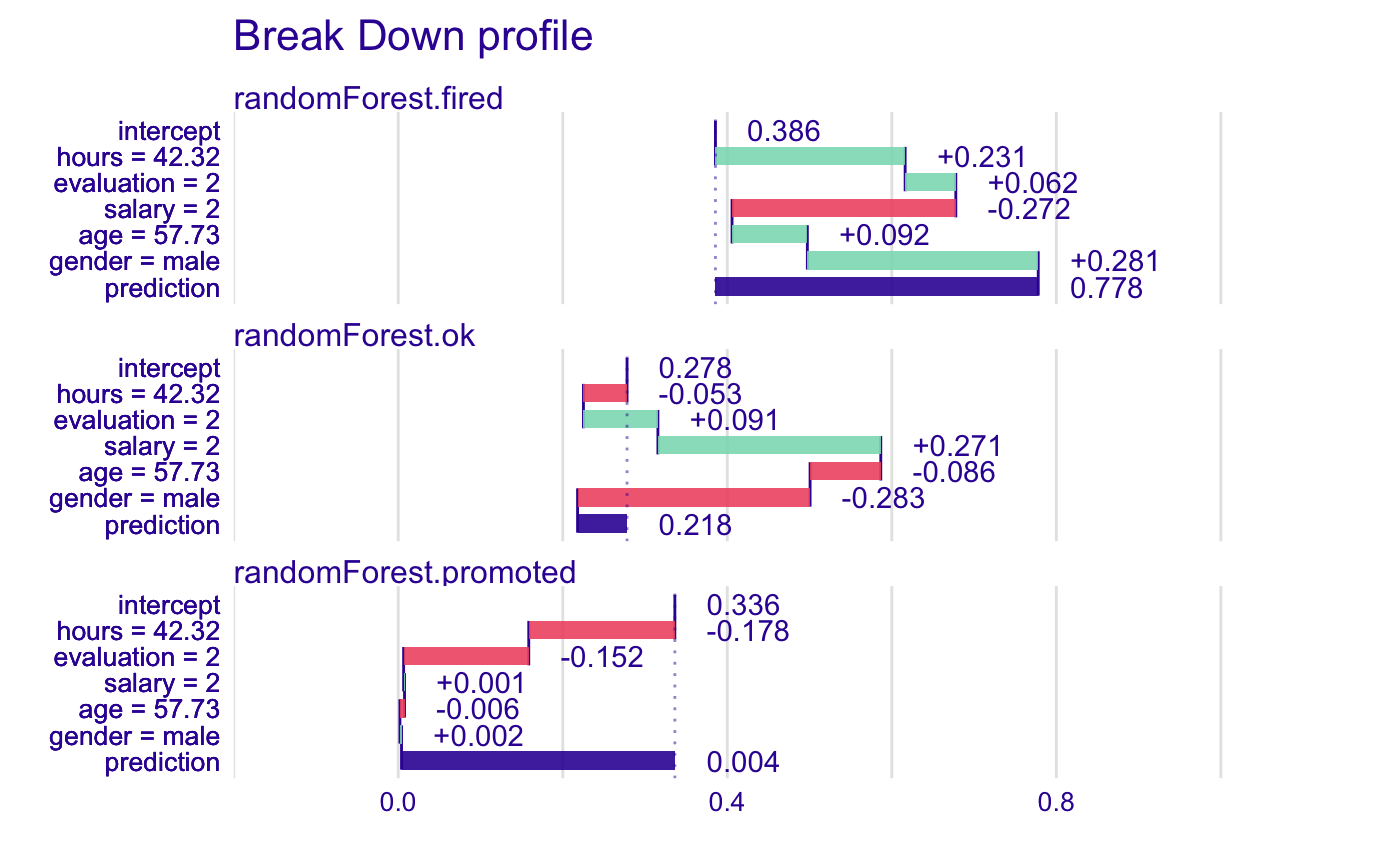 Break Down profile
randomForest.fired
intercept 0.386
hours = 42.32 +0.231
evaluation = 2 +0.062
salary = 2 -0.272
age = 57.73 +0.092
gender = male +0.281
prediction 0.778
randomForest.ok
intercept 0.278
hours = 42.32 -0.053
evaluation = 2 +0.091
salary = 2 +0.271
age = 57.73 -0.086
gender = male -0.283
prediction 0.218
randomForest.promoted
intercept 0.336
hours = 42.32 -0.178
evaluation = 2 -0.152
salary = 2 +0.001
age = 57.73 -0.006
gender = male +0.002
prediction 0.004
0.0 0.4 0.8